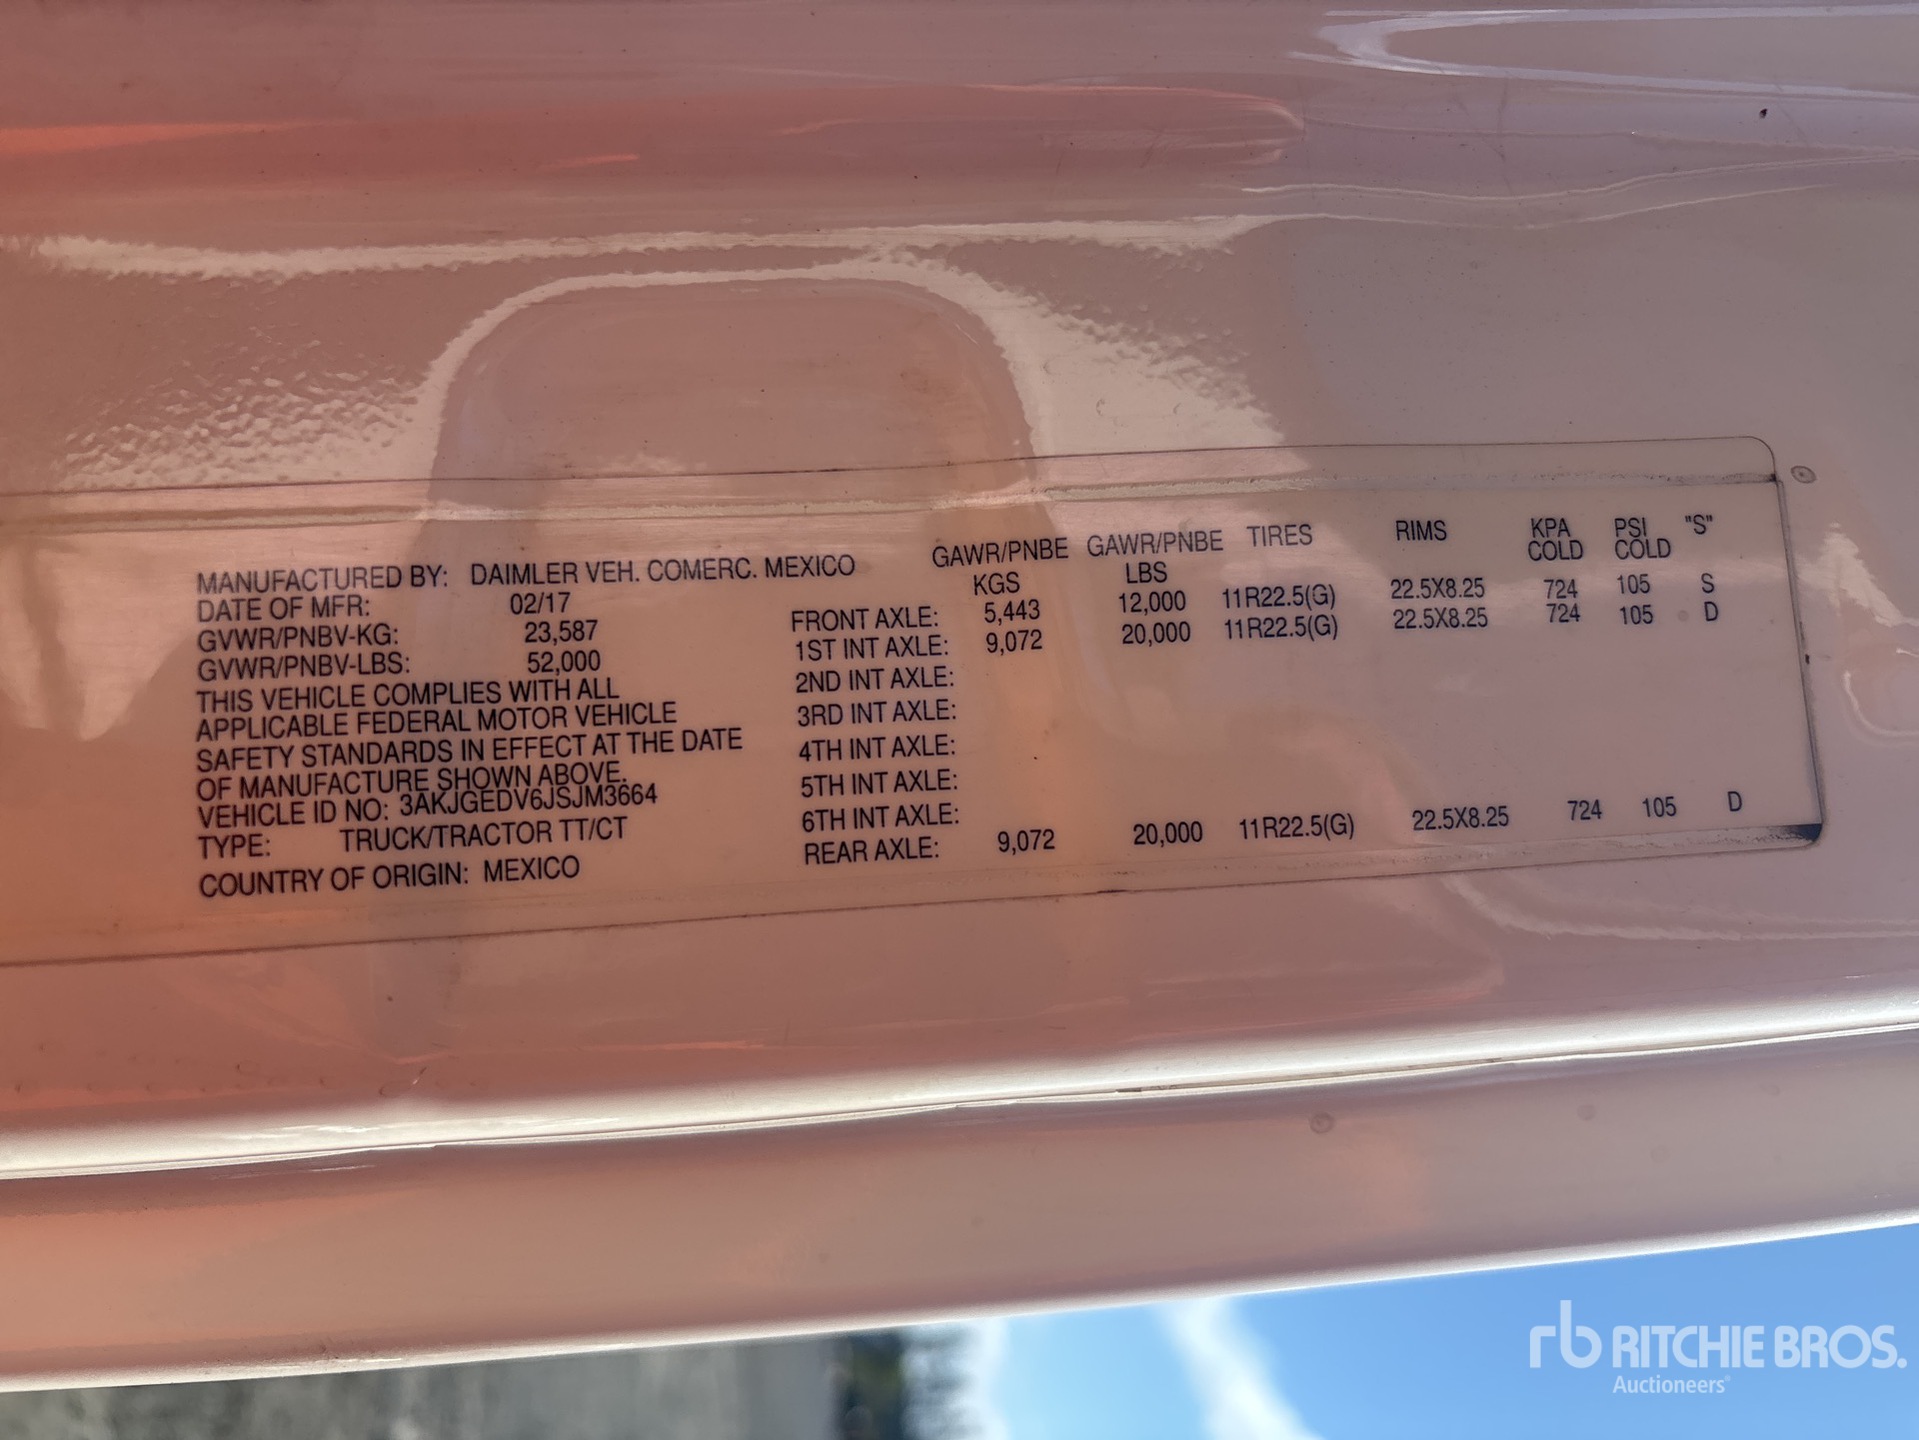 MANUFACTURED BY: DAIMLER VEH. COMERC. MEXICO
DATE OF MFR: 02/17
GVWR/PNBV-KG: 23,587
GVWR/PNBV-LBS: 52,000
THIS VEHICLE COMPLIES WITH ALL
APPLICABLE FEDERAL MOTOR VEHICLE
SAFETY STANDARDS IN EFFECT AT THE DATE
OF MANUFACTURE SHOWN ABOVE.
VEHICLE ID NO: 3AKJGEDV6JSJM3664
TYPE: TRUCK/TRACTOR TT/CT
COUNTRY OF ORIGIN: MEXICO
GAWR/PNBE GAWR/PNBE TIRES RIMS KPA PSI "S"
KGS LBS COLD COLD
FRONT AXLE: 5,443 12,000 11R22.5(G) 22.5X8.25 724 105 S
1ST INT AXLE: 9,072 20,000 11R22.5(G) 22.5X8.25 724 105 D
2ND INT AXLE:
3RD INT AXLE:
4TH INT AXLE:
5TH INT AXLE:
6TH INT AXLE:
REAR AXLE: 9,072 20,000 11R22.5(G) 22.5X8.25 724 105 D
rb RITCHIE BROS.
Auctioneers